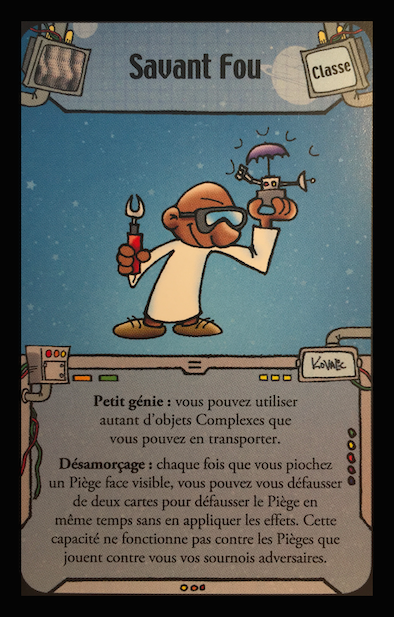 Savant Fou
Classe
KOVALIC
Petit génie : vous pouvez utiliser
autant d'objets Complexes que
vous pouvez en transporter.
Désamorçage : chaque fois que vous piochez
un Piège face visible, vous pouvez vous défausser
de deux cartes pour défausser le Piège en
même temps sans en appliquer les effets. Cette
capacité ne fonctionne pas contre les Pièges que
jouent contre vous vos sournois adversaires.